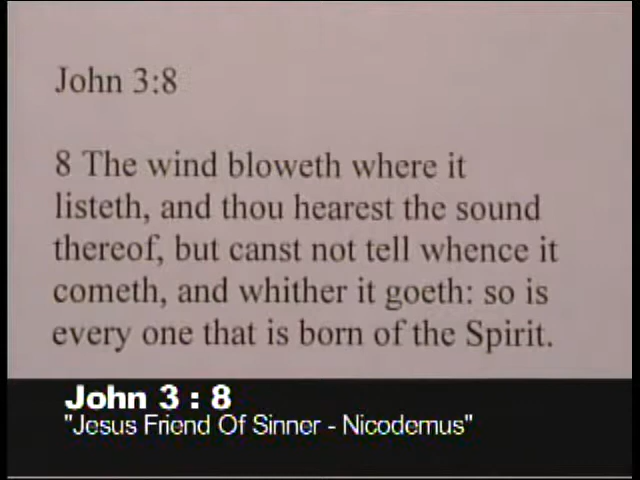 John 3:8
8 The wind bloweth where it
listeth, and thou hearest the sound
thereof, but canst not tell whence it
cometh, and whither it goeth: so is
every one that is born of the Spirit.
John 3 : 8
"Jesus Friend Of Sinner - Nicodemus"